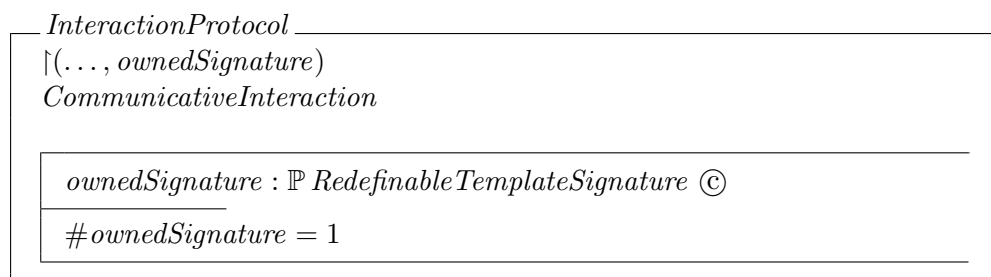 InteractionProtocol
↾(..., ownedSignature)
CommunicativeInteraction
ownedSignature : ℙ RedefinableTemplateSignature ©
#ownedSignature = 1